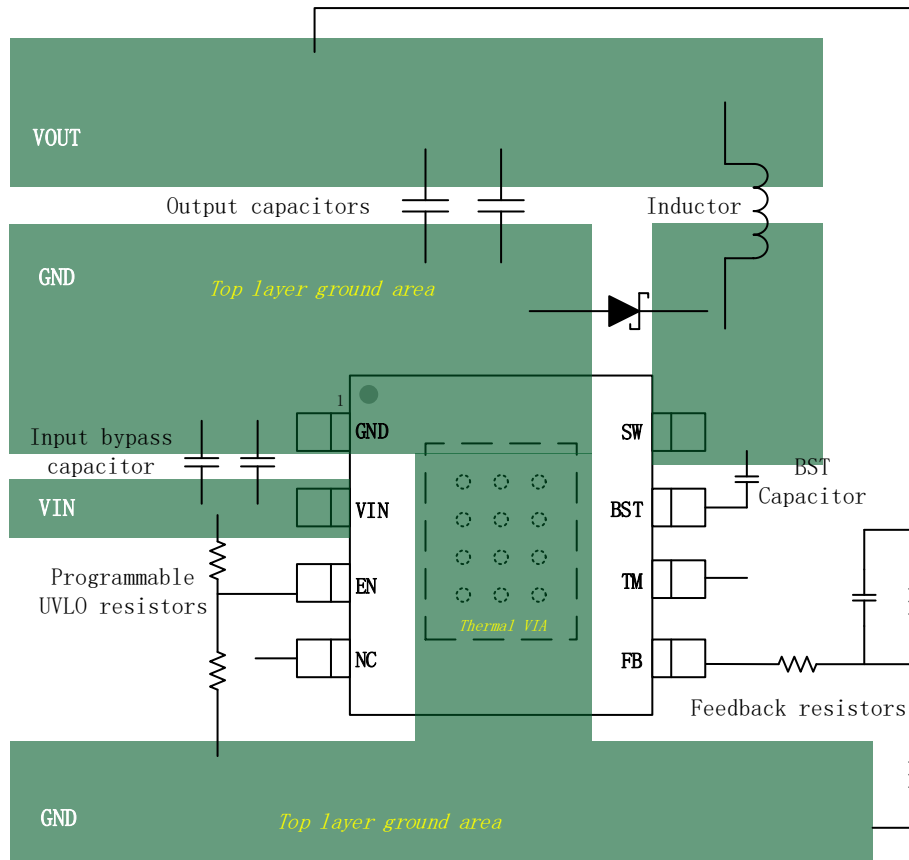 VOUT
Output capacitors
Inductor
GND
Top layer ground area
1
GND
SW
Input bypass
capacitor
BST
Capacitor
VIN
VIN
BST
Programmable
UVLO resistors
EN
TM
Thermal VIA
NC
FB
Feedback resistors
GND
Top layer ground area